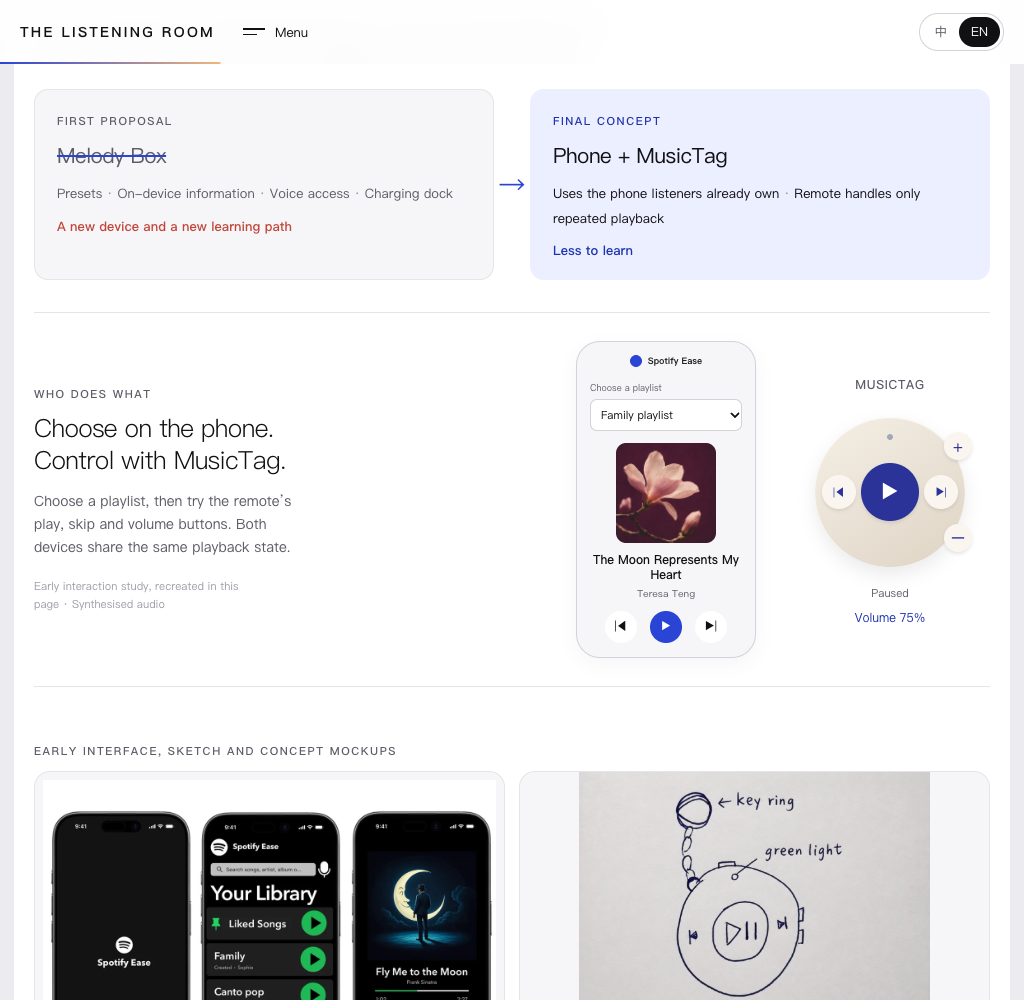 THE LISTENING ROOM
Menu
中
EN
FIRST PROPOSAL
Melody Box
Presets · On-device information · Voice access · Charging dock
A new device and a new learning path
FINAL CONCEPT
Phone + MusicTag
Uses the phone listeners already own · Remote handles only
repeated playback
Less to learn
WHO DOES WHAT
Choose on the phone.
Control with MusicTag.
Choose a playlist, then try the remote's
play, skip and volume buttons. Both
devices share the same playback state.
Early interaction study, recreated in this
page · Synthesised audio
Spotify Ease
Choose a playlist
Family playlist
The Moon Represents My
Heart
Teresa Teng
MUSICTAG
+
−
Paused
Volume 75%
EARLY INTERFACE, SKETCH AND CONCEPT MOCKUPS
9:41
Spotify Ease
9:41
Spotify Ease
Search songs, artist, album o...
Your Library
Liked Songs
Family
Created · Sophia
Canto pop
9:41
Fly Me to the Moon
Frank Sinatra
key ring
green light